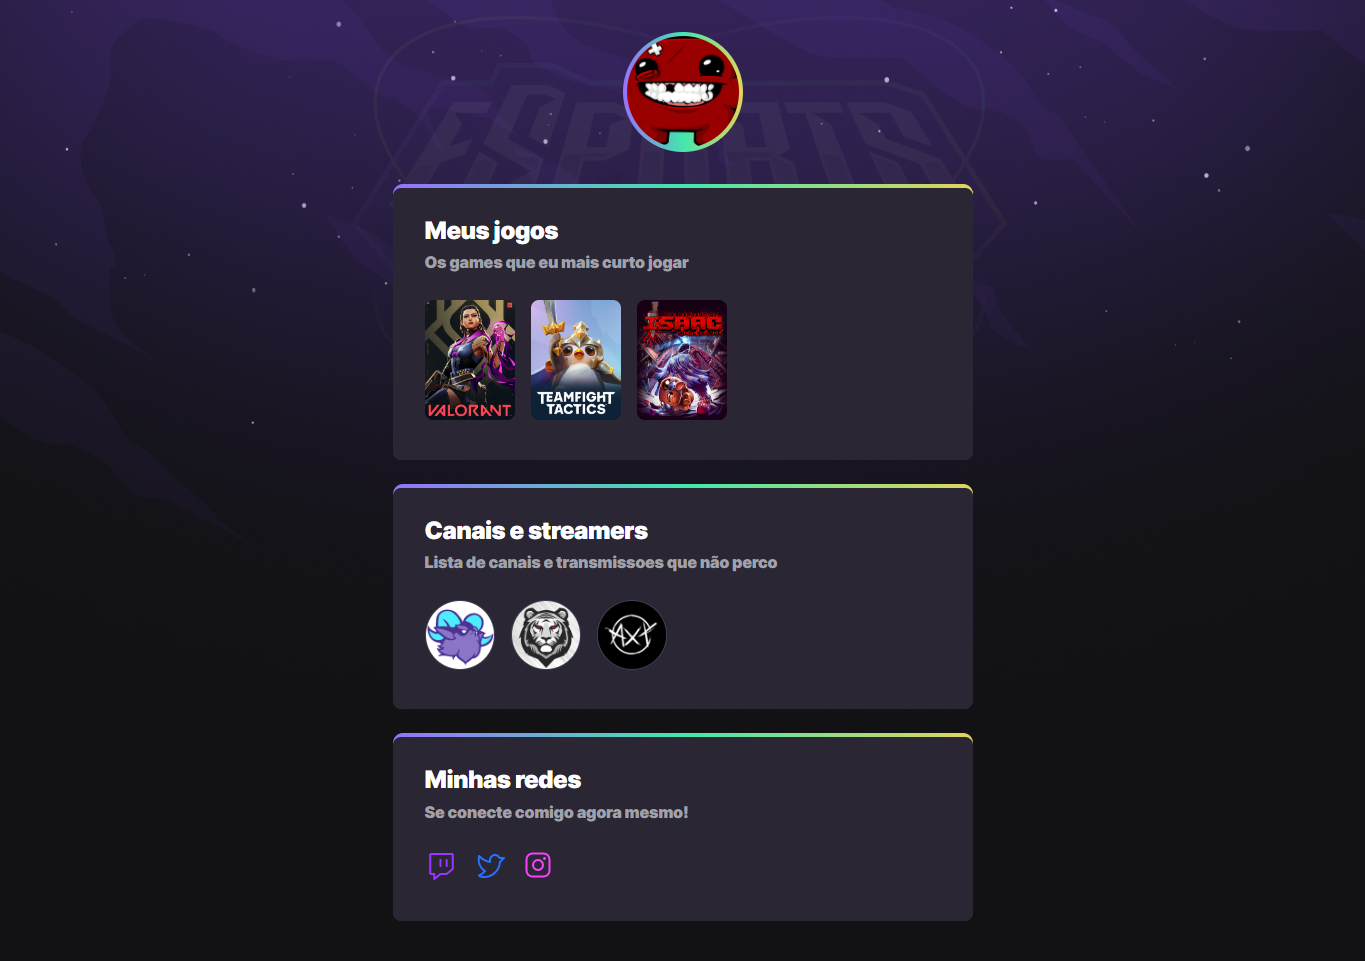 ESPORTS
Meus jogos
Os games que eu mais curto jogar
VALORANT
TEAMFIGHT
TACTICS
ISAAC
Canais e streamers
Lista de canais e transmissoes que não perco
AXT
Minhas redes
Se conecte comigo agora mesmo!